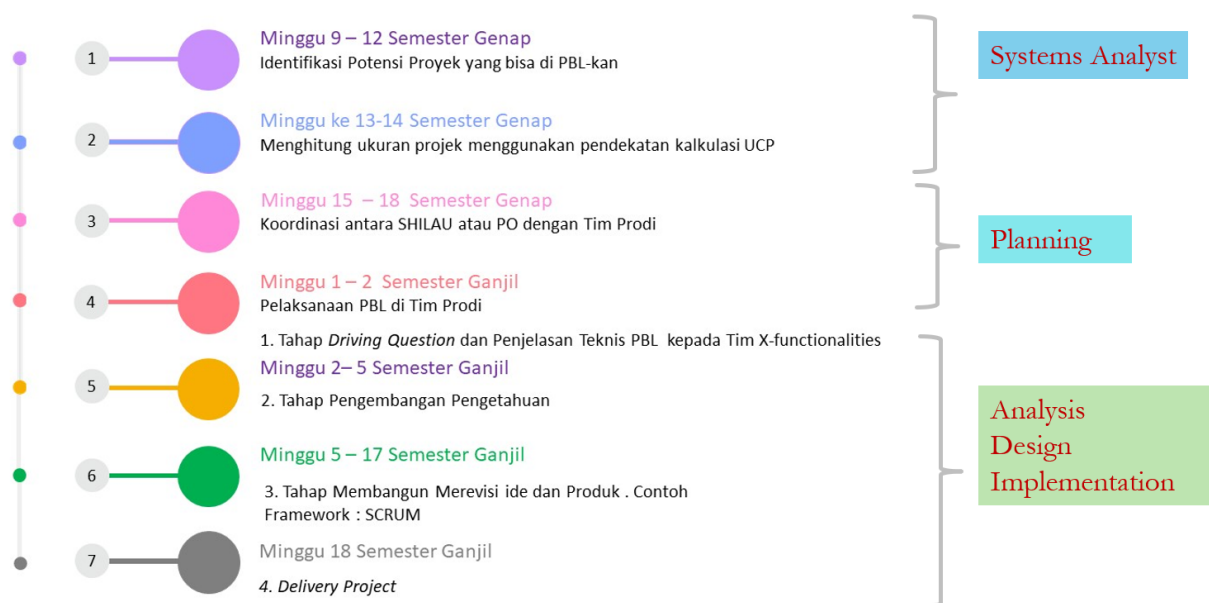 1
Minggu 9 – 12 Semester Genap
Identifikasi Potensi Proyek yang bisa di PBL-kan
Systems Analyst
2
Minggu ke 13-14 Semester Genap
Menghitung ukuran projek menggunakan pendekatan kalkulasi UCP
3
Minggu 15 – 18 Semester Genap
Koordinasi antara SHILAU atau PO dengan Tim Prodi
Planning
4
Minggu 1 – 2 Semester Ganjil
Pelaksanaan PBL di Tim Prodi
1. Tahap Driving Question dan Penjelasan Teknis PBL kepada Tim X-functionalities
5
Minggu 2– 5 Semester Ganjil
2. Tahap Pengembangan Pengetahuan
Analysis
Design
Implementation
6
Minggu 5 – 17 Semester Ganjil
3. Tahap Membangun Merevisi ide dan Produk . Contoh
Framework : SCRUM
7
Minggu 18 Semester Ganjil
4. Delivery Project